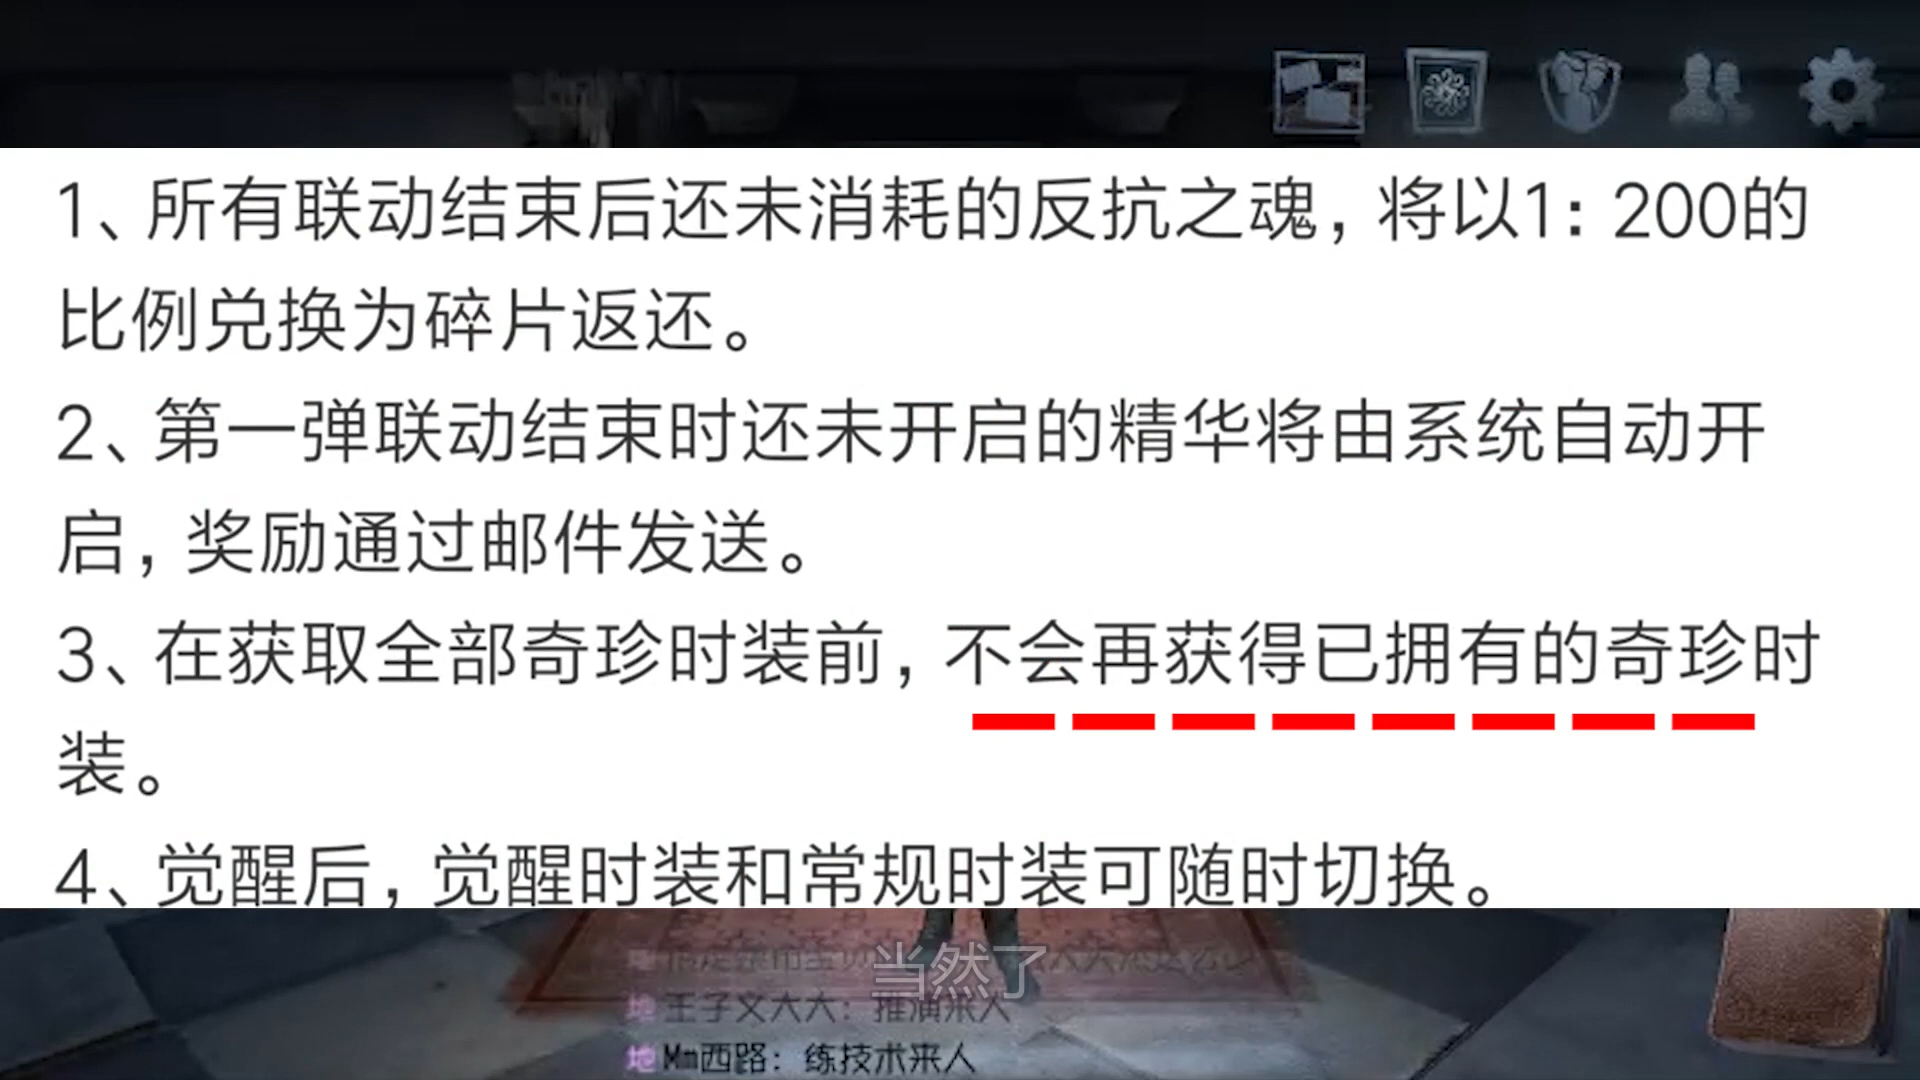 1、所有联动结束后还未消耗的反抗之魂，将以1：200的
比例兑换为碎片返还。
2、第一弹联动结束时还未开启的精华将由系统自动开
启，奖励通过邮件发送。
3、在获取全部奇珍时装前，不会再获得已拥有的奇珍时
装。
4、觉醒后，觉醒时装和常规时装可随时切换。
当然了
地 王子文大大：推演来人
地 Mm西路：练技术来人